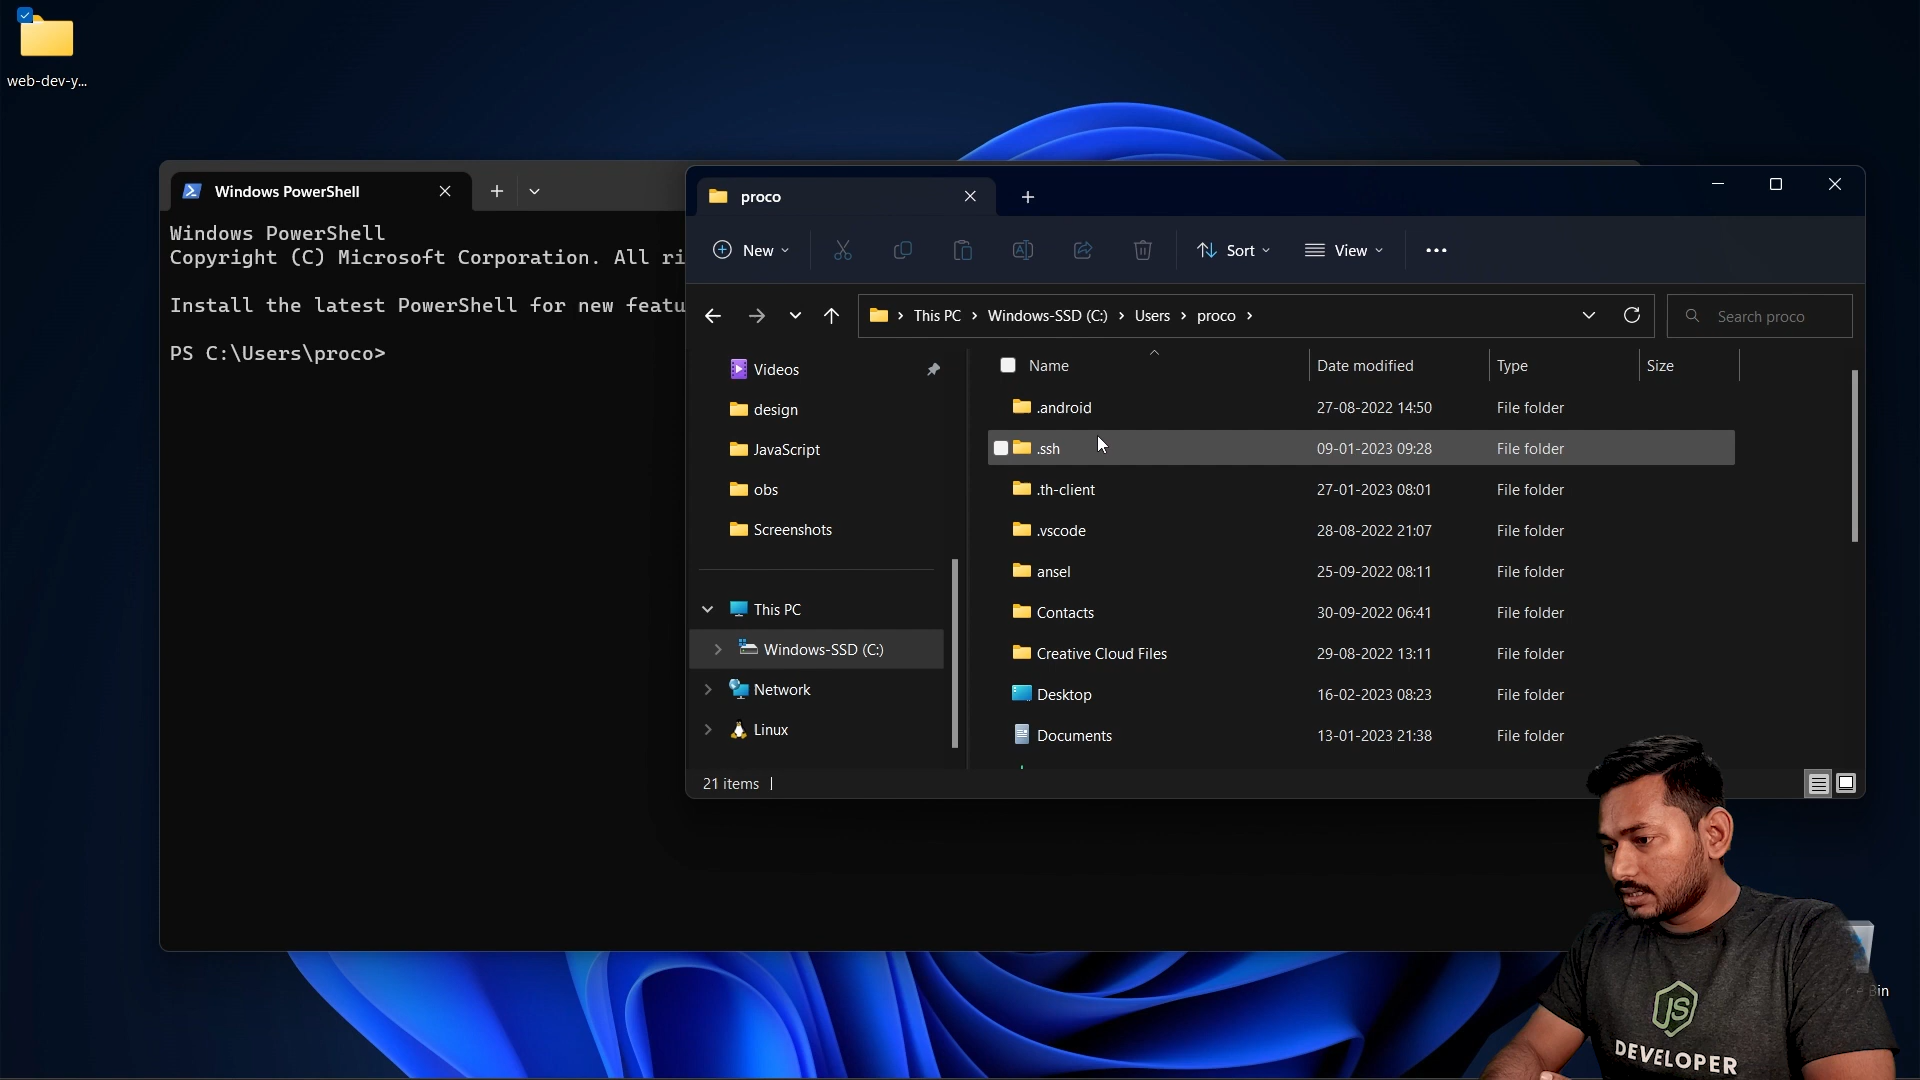 web-dev-y...
Windows PowerShell
Windows PowerShell
Copyright (C) Microsoft Corporation. All ri
Install the latest PowerShell for new featu
PS C:\Users\proco>
proco
New
Sort
View
This PC
Windows-SSD (C:)
Users
proco
Search proco
Videos
design
JavaScript
obs
Screenshots
This PC
Windows-SSD (C:)
Network
Linux
Name Date modified Type Size
.android 27-08-2022 14:50 File folder
.ssh 09-01-2023 09:28 File folder
.th-client 27-01-2023 08:01 File folder
.vscode 28-08-2022 21:07 File folder
ansel 25-09-2022 08:11 File folder
Contacts 30-09-2022 06:41 File folder
Creative Cloud Files 29-08-2022 13:11 File folder
Desktop 16-02-2023 08:23 File folder
Documents 13-01-2023 21:38 File folder
21 items
Bin
JS
DEVELOPER